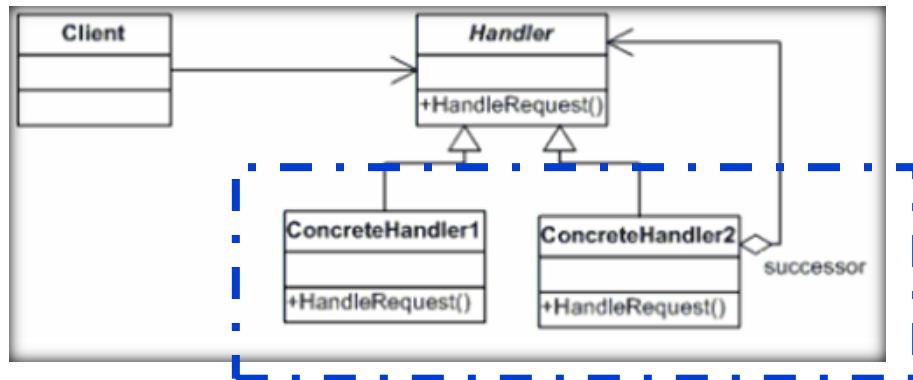 Client
Handler
+HandleRequest()
ConcreteHandler1
+HandleRequest()
ConcreteHandler2
+HandleRequest()
successor